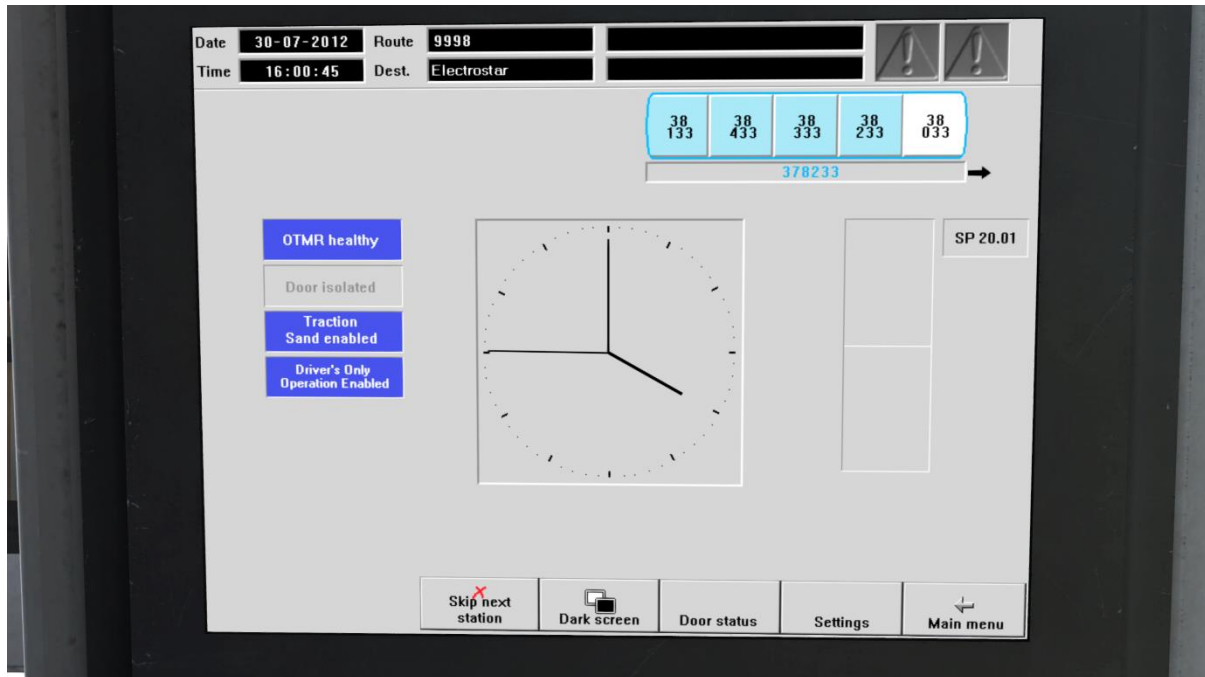 Date 30-07-2012 Route 9998
Time 16:00:45 Dest. Electrostar
38 38 38 38 38
133 433 333 233 033
378233
OTMR healthy
SP 20.01
Door isolated
Traction
Sand enabled
Driver's Only
Operation Enabled
Skip next
station
Dark screen
Door status
Settings
Main menu